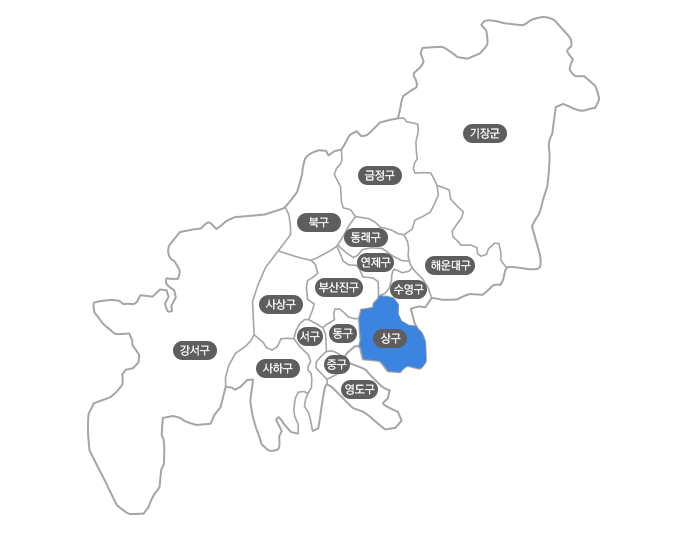 기장군
금정구
북구
동래구
연제구
해운대구
부산진구
수영구
사상구
서구
동구
상구
강서구
사하구
중구
영도구